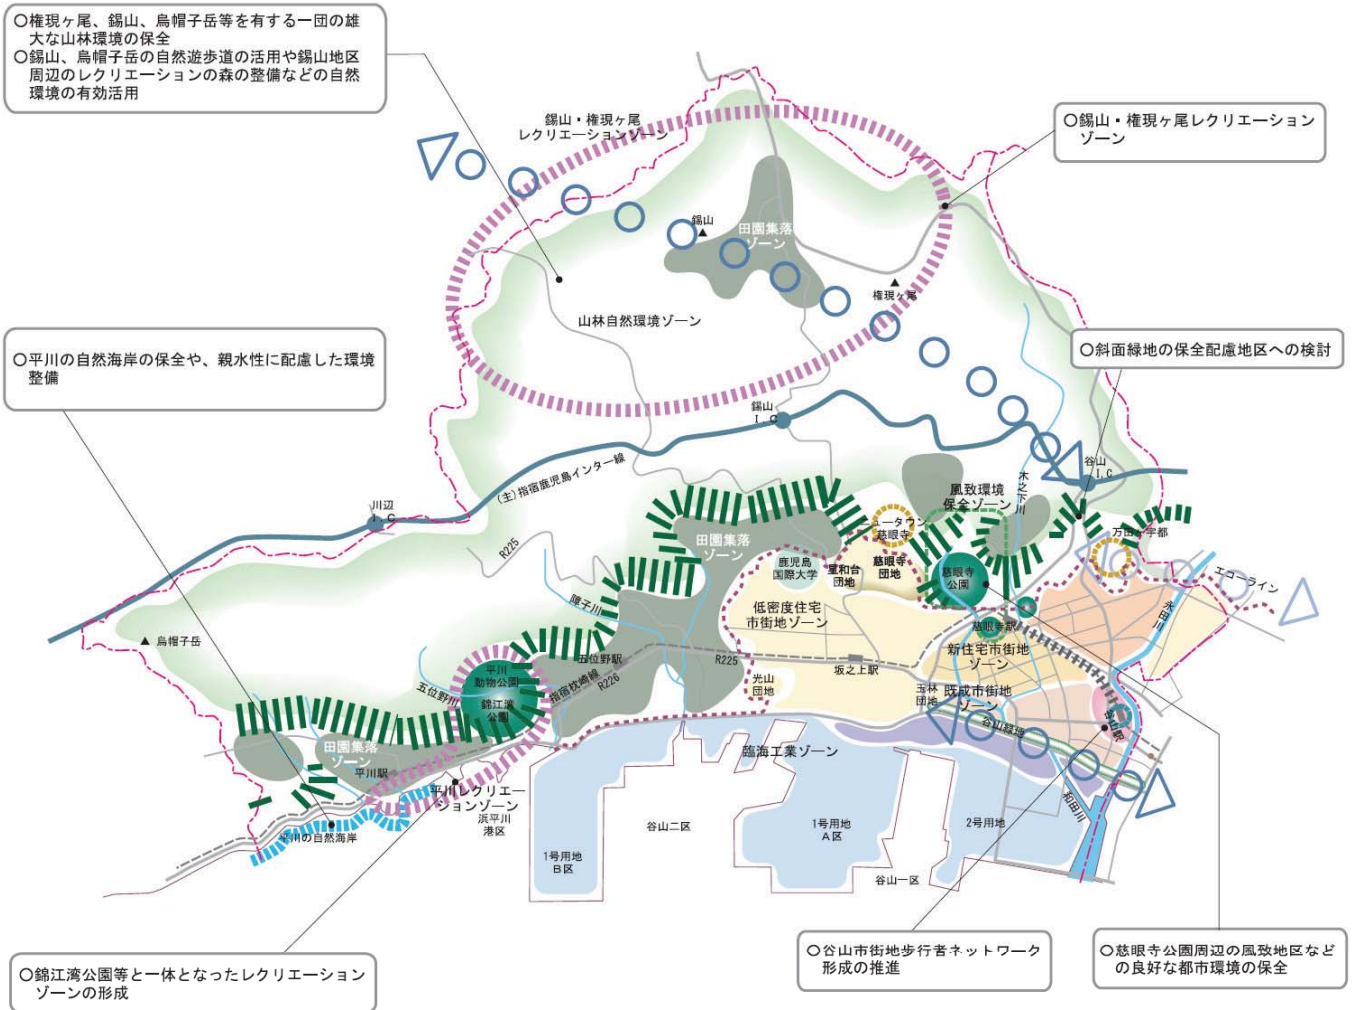 ○権現ヶ尾、錫山、烏帽子岳等を有する一団の雄
大な山林環境の保全
○錫山、烏帽子岳の自然遊歩道の活用や錫山地区
周辺のレクリエーションの森の整備などの自然
環境の有効活用
錫山・権現ヶ尾
レクリエーションゾーン
○錫山・権現ヶ尾レクリエーション
ゾーン
錫山
田園集落
ゾーン
権現ヶ尾
山林自然環境ゾーン
○平川の自然海岸の保全や、親水性に配慮した環境
整備
○斜面緑地の保全配慮地区への検討
錫山
I.C
谷山
I.C
(主)指宿鹿児島インター線
川辺
I.C
木之下川
風致環境
保全ゾーン
ニュータウン
慈眼寺
万田ヶ宇都
R225
田園集落
ゾーン
鹿児島
国際大学
星和台
団地
慈眼寺
団地
慈眼寺
公園
エコーライン
永田川
障子川
低密度住宅
市街地ゾーン
慈眼寺駅
烏帽子岳
五位野駅
R225
坂之上駅
新住宅市街地
ゾーン
平川
動物公園
五位野川
指宿枕崎線
R226
光山
団地
玉林
団地
既成市街地
ゾーン
錦江湾
公園
谷山緑地
谷山駅
田園集落
ゾーン
平川駅
臨海工業ゾーン
平川レクリエー
ションゾーン
浜平川
港区
和田川
平川の自然海岸
谷山二区
1号用地
A区
2号用地
1号用地
B区
谷山一区
○錦江湾公園等と一体となったレクリエーション
ゾーンの形成
○谷山市街地歩行者ネットワーク
形成の推進
○慈眼寺公園周辺の風致地区など
の良好な都市環境の保全